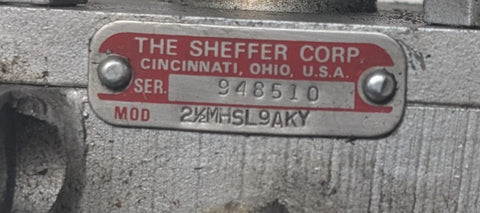 THE SHEFFER CORP.
CINCINNATI, OHIO, U.S.A.
SER. 948510
MOD 2½MHSL9AKY